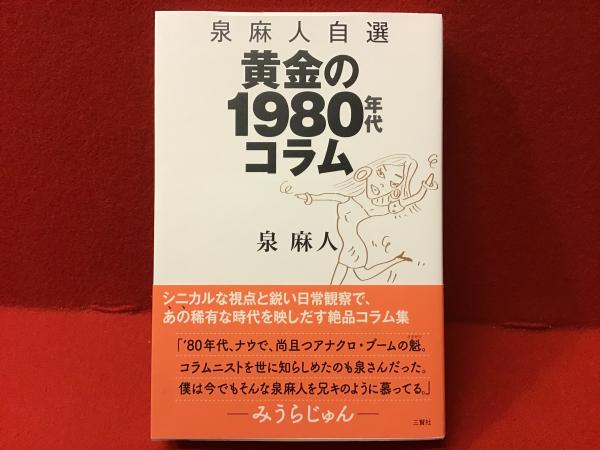 泉麻人自選
黄金の
1980年代
コラム
泉 麻人
シニカルな視点と鋭い日常観察で、
あの稀有な時代を映しだす絶品コラム集
「'80年代、ナウで、尚且つアナクロ・ブームの魁。
コラムニストを世に知らしめたのも泉さんだった。
僕は今でもそんな泉麻人を兄キのように慕ってる。」
─みうらじゅん─
三賢社